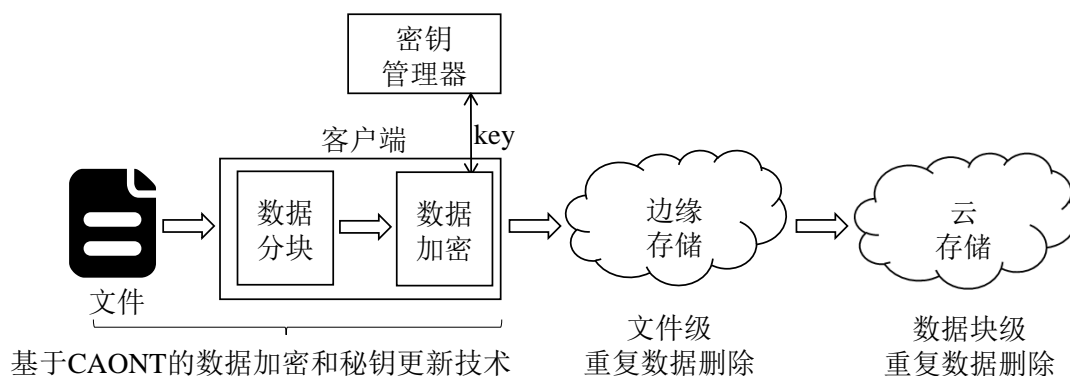 密钥
管理器
客户端
key
数据
分块
数据
加密
边缘
存储
云
存储
文件
基于CAONT的数据加密和秘钥更新技术
文件级
重复数据删除
数据块级
重复数据删除